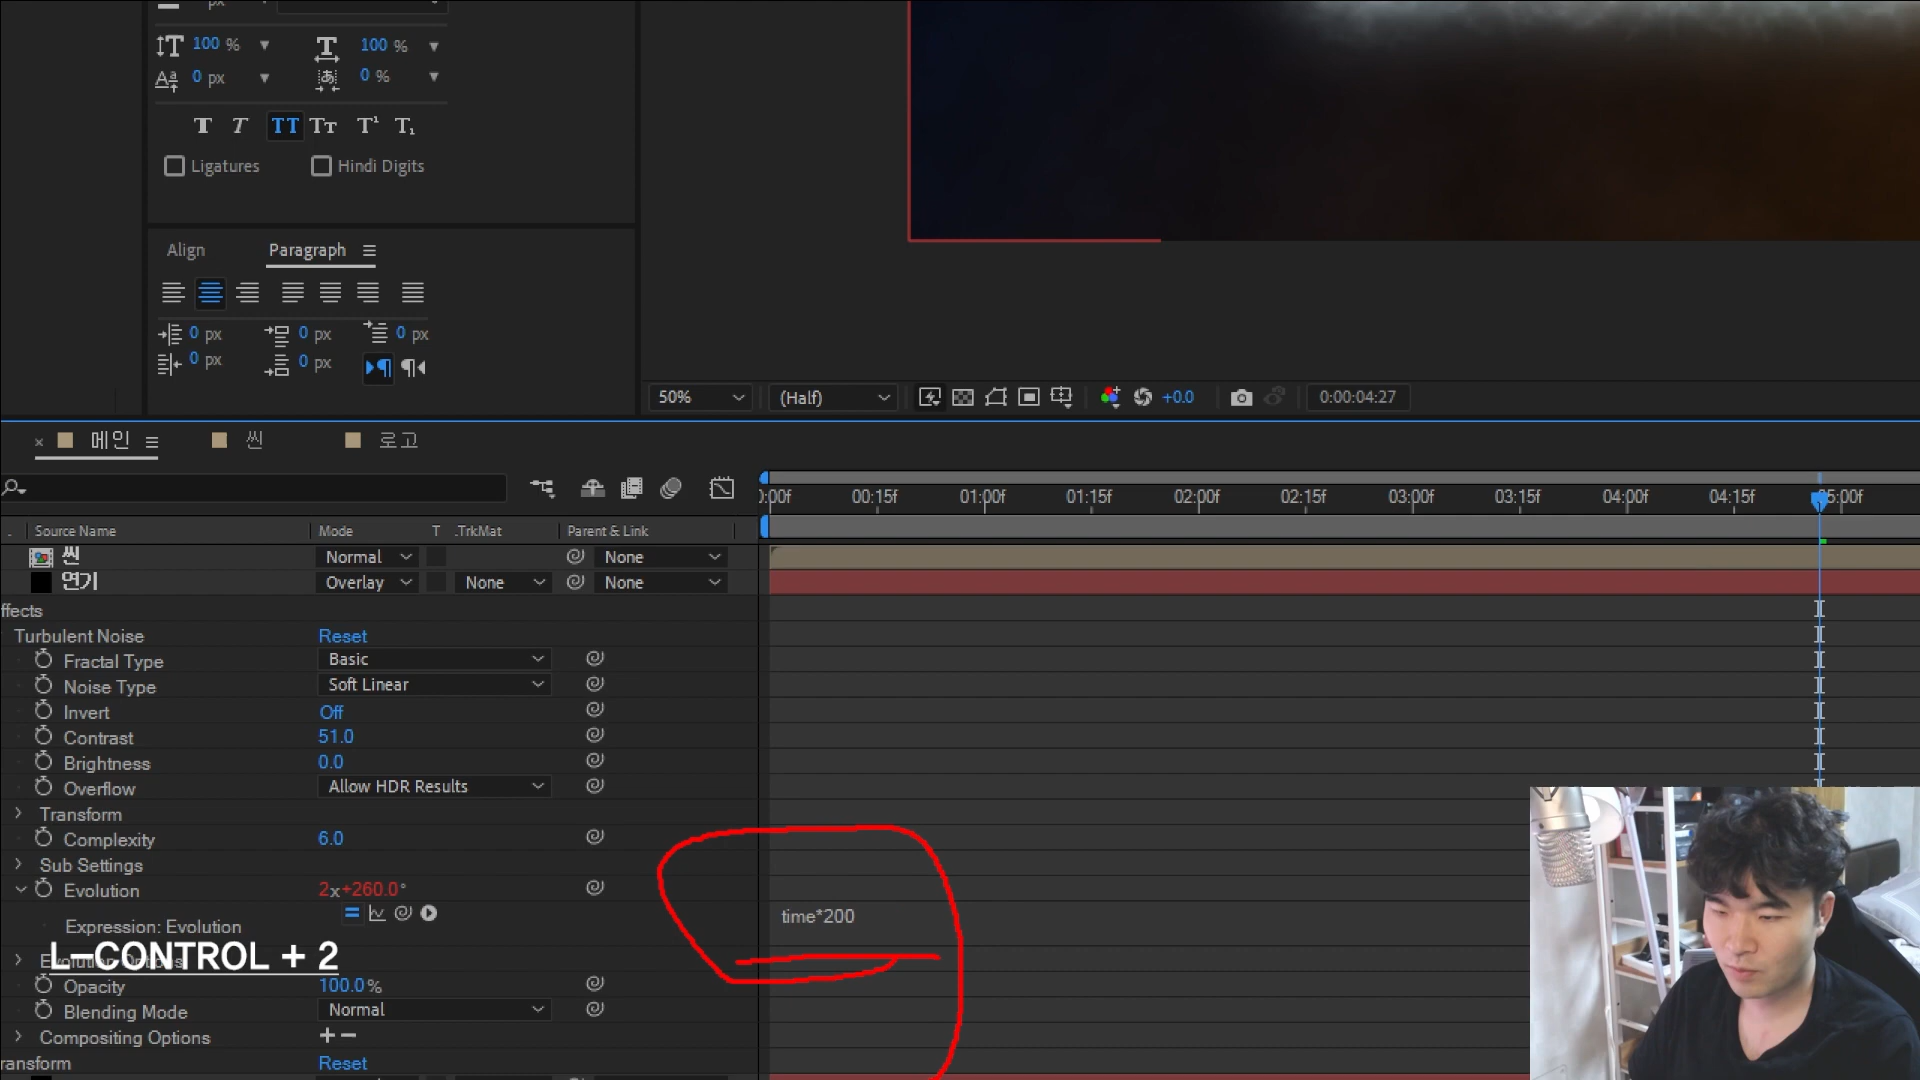 px
100 %
100 %
0 px
0 %
Ligatures
Hindi Digits
Align
Paragraph
0 px
0 px
0 px
0 px
0 px
50%
(Half)
+0.0
0:00:04:27
메인
씬
로고
0:00f 00:15f 01:00f 01:15f 02:00f 02:15f 03:00f 03:15f 04:00f 04:15f 05:00f
Source Name Mode T .TrkMat Parent & Link
씬 Normal None
연기 Overlay None None
ffects
Turbulent Noise Reset
Fractal Type Basic
Noise Type Soft Linear
Invert Off
Contrast 51.0
Brightness 0.0
Overflow Allow HDR Results
Transform
Complexity 6.0
Sub Settings
Evolution 2x+260.0°
Expression: Evolution time*200
Evolution Options
L-CONTROL + 2
Opacity 100.0%
Blending Mode Normal
Compositing Options + –
ransform Reset